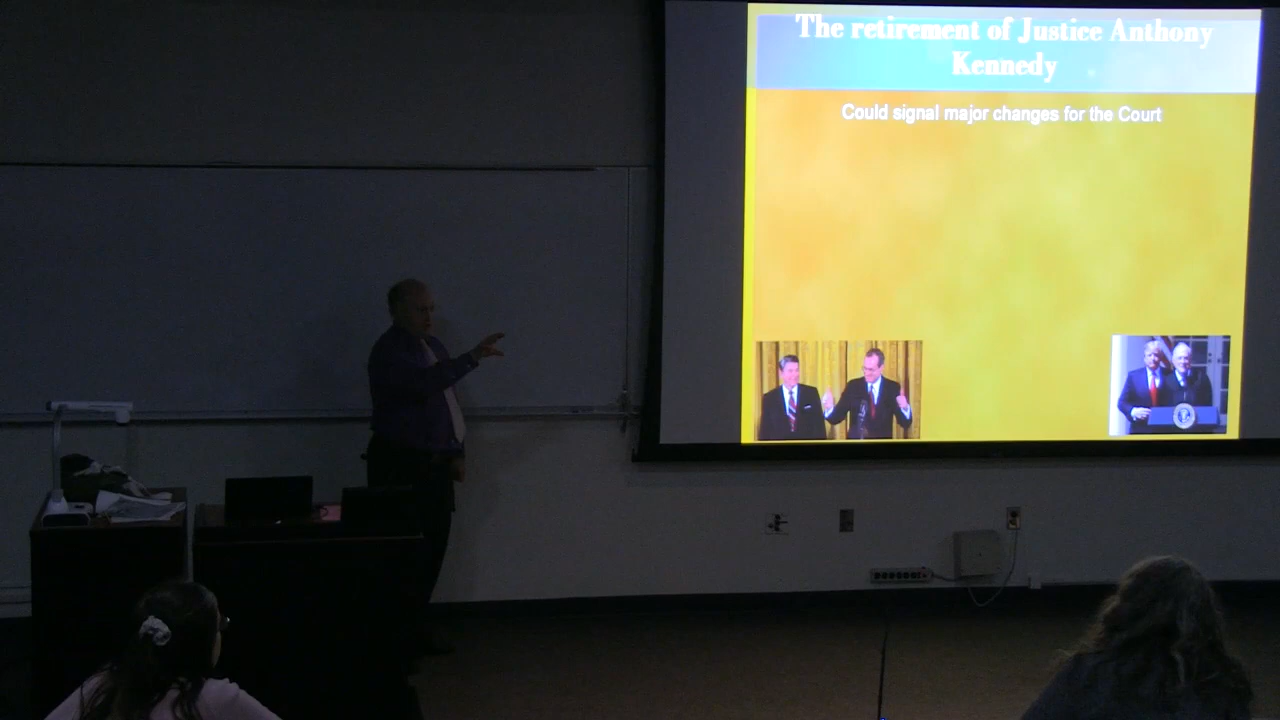 The retirement of Justice Anthony
Kennedy
Could signal major changes for the Court